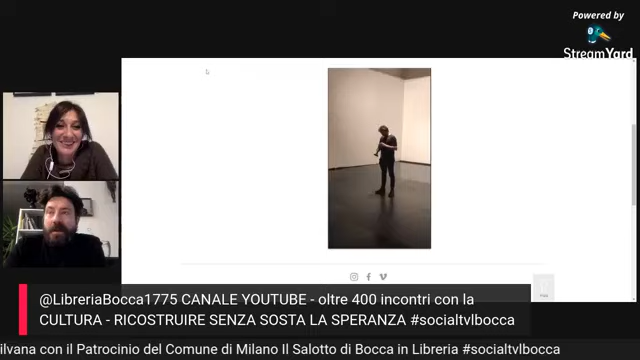 Powered by
StreamYard
@LibreriaBocca1775 CANALE YOUTUBE - oltre 400 incontri con la
CULTURA - RICOSTRUIRE SENZA SOSTA LA SPERANZA #socialtvlbocca
ilvana con il Patrocinio del Comune di Milano Il Salotto di Bocca in Libreria #socialtvlbocca